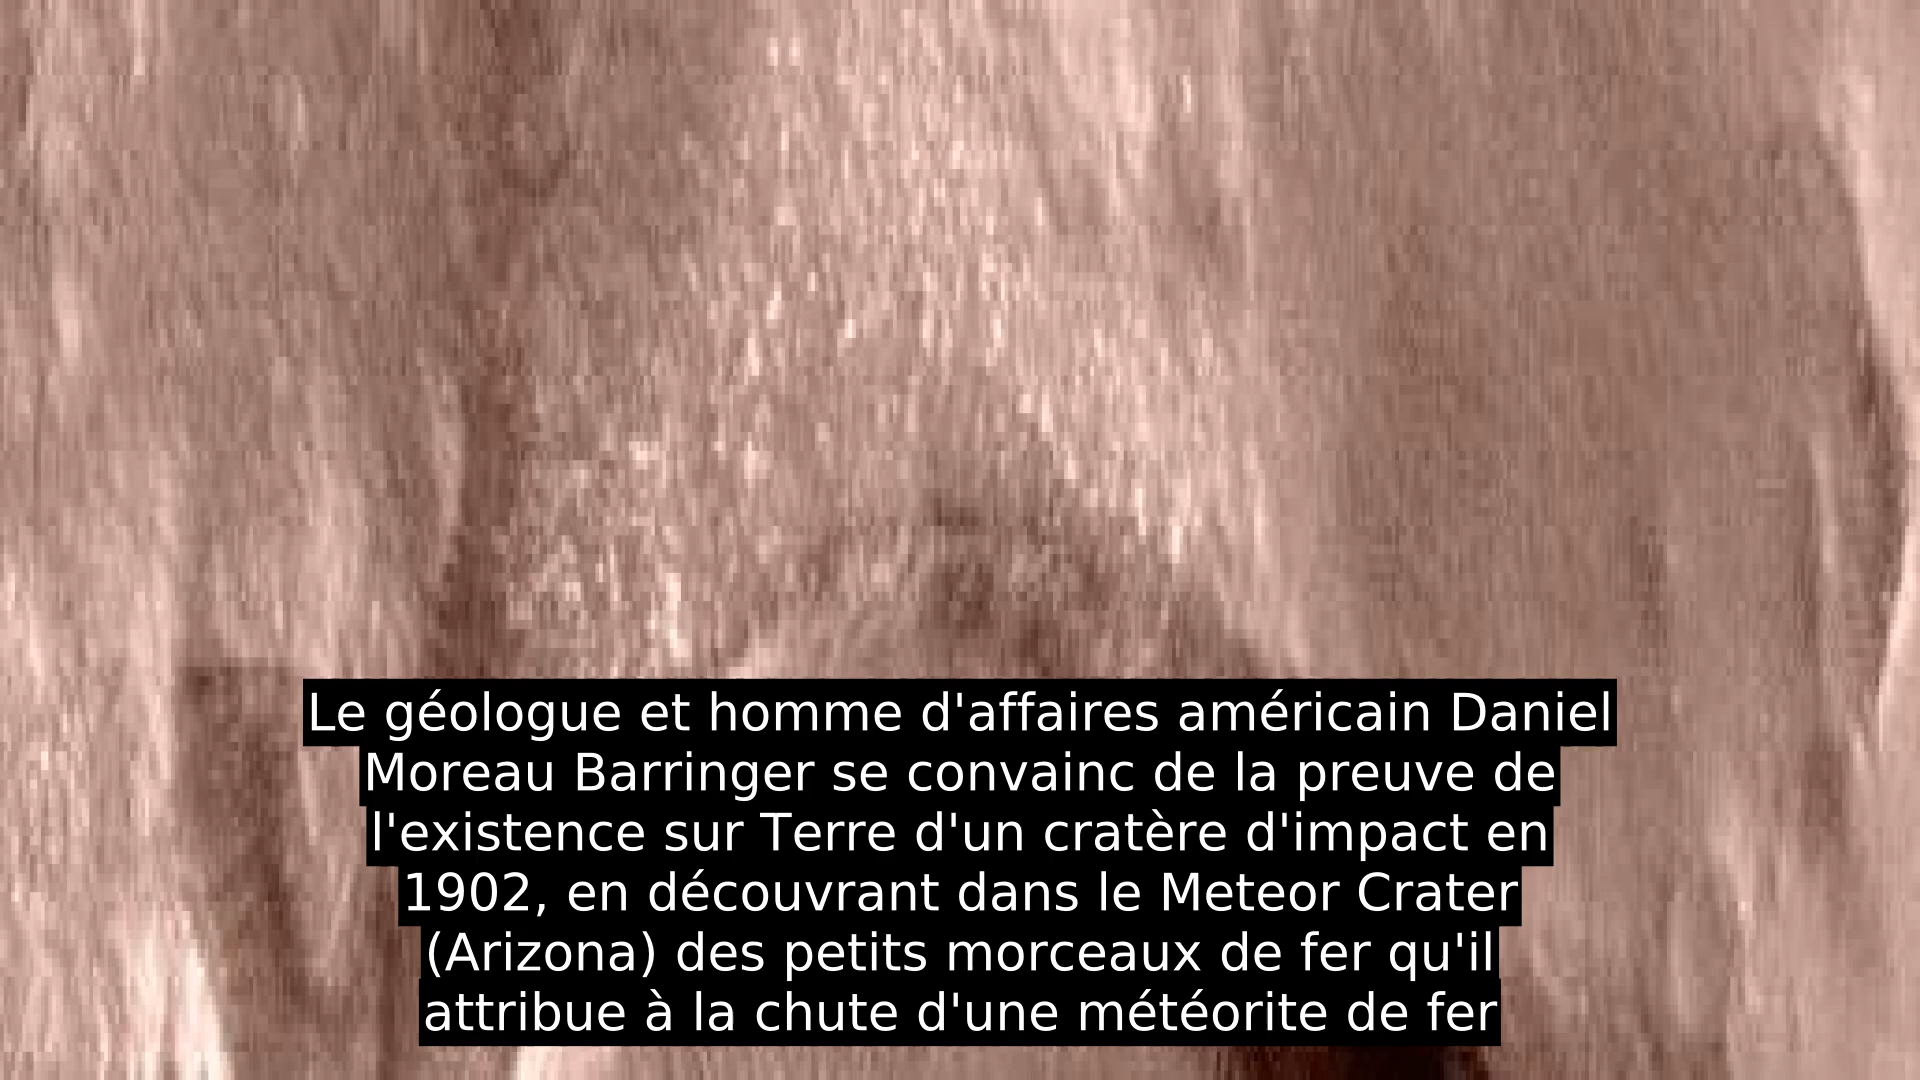 Le géologue et homme d'affaires américain Daniel
Moreau Barringer se convainc de la preuve de
l'existence sur Terre d'un cratère d'impact en
1902, en découvrant dans le Meteor Crater
(Arizona) des petits morceaux de fer qu'il
attribue à la chute d'une météorite de fer